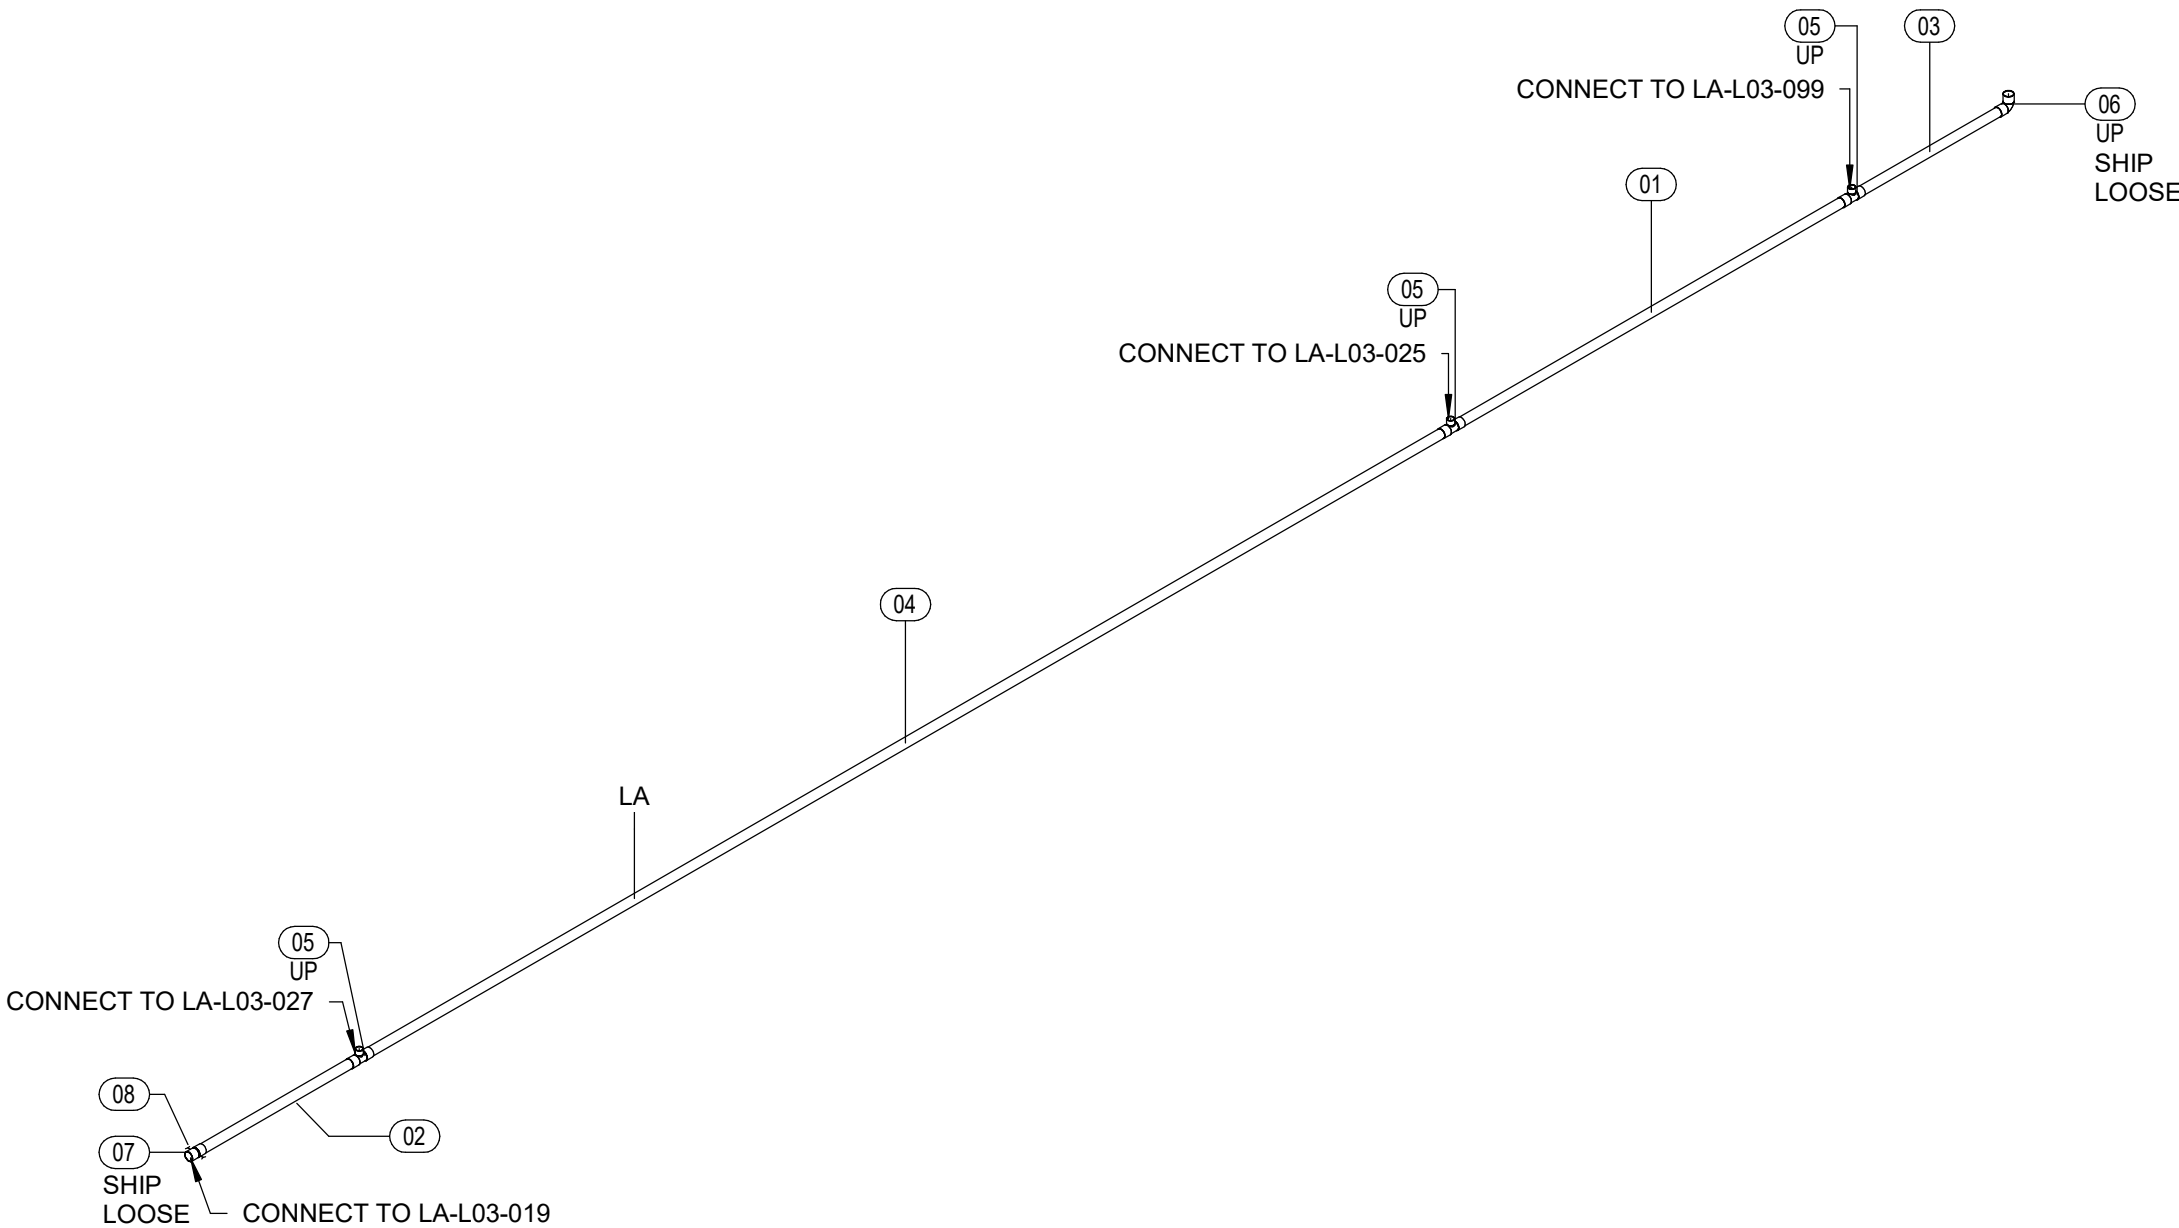 05
UP
03
CONNECT TO LA-L03-099
06
UP
SHIP
LOOSE
01
05
UP
CONNECT TO LA-L03-025
04
LA
05
UP
CONNECT TO LA-L03-027
08
02
07
SHIP
LOOSE
CONNECT TO LA-L03-019